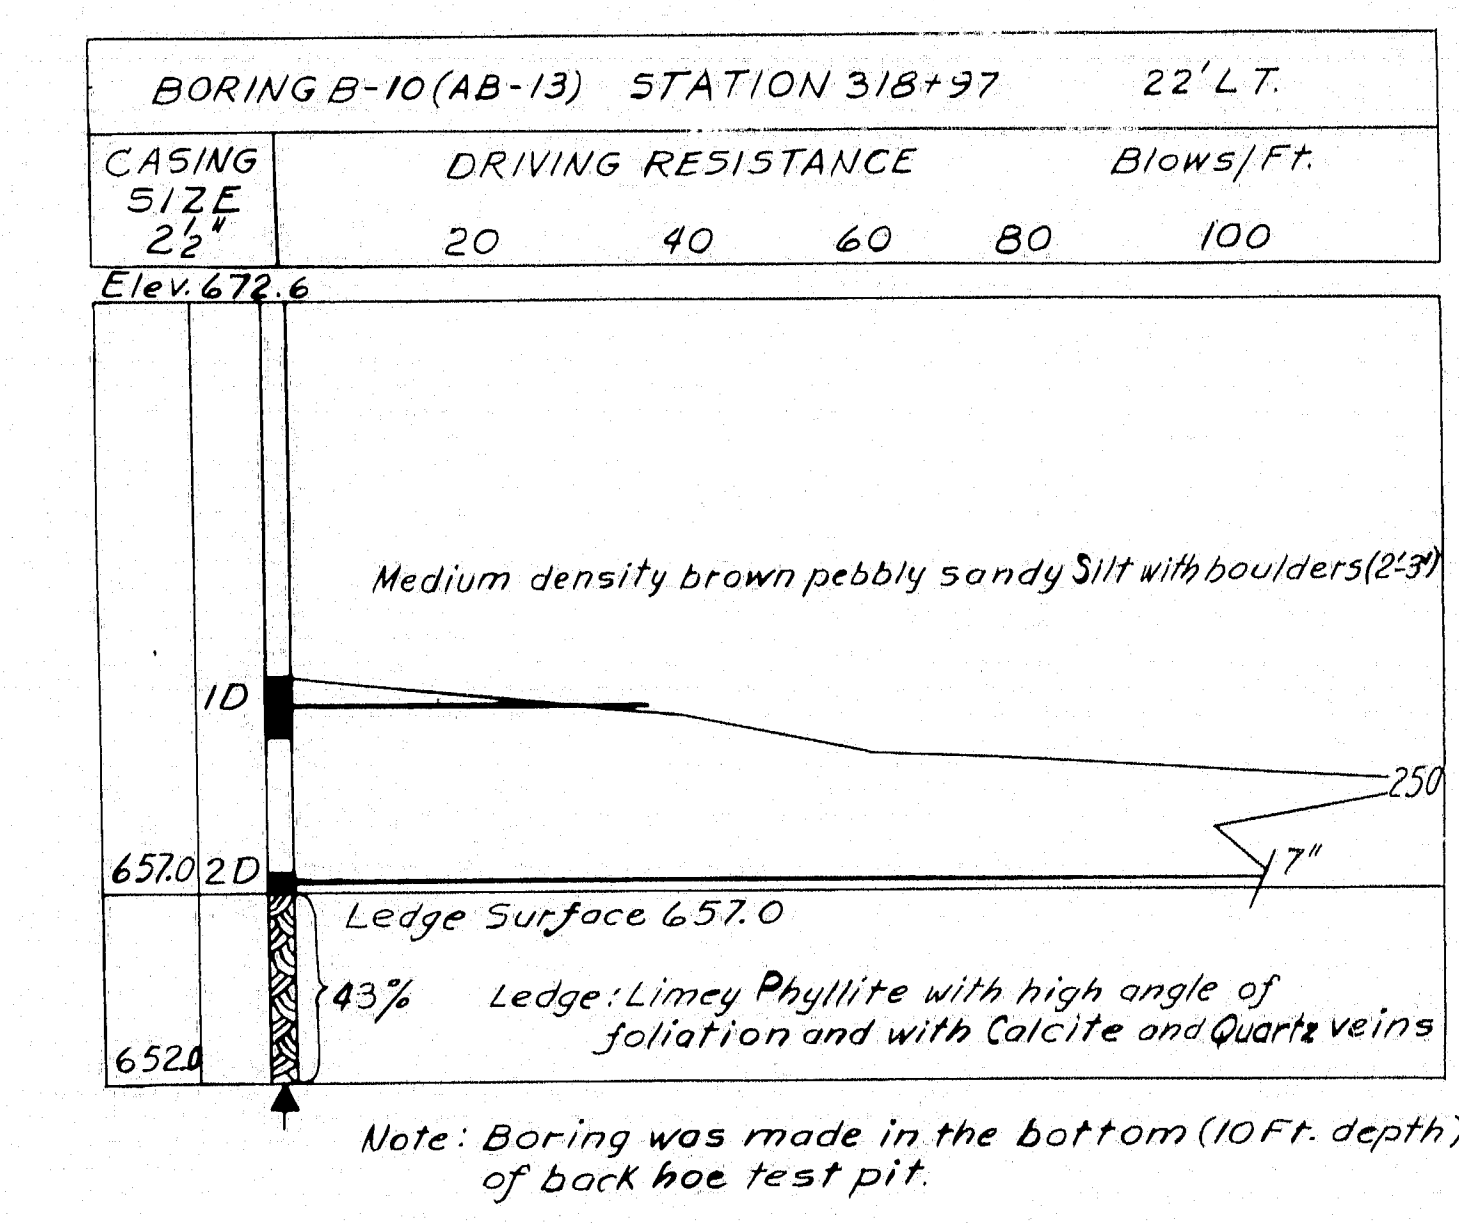 BORING B-10 (AB-13) STATION 318+97 22' LT.
CASING SIZE 2½"
DRIVING RESISTANCE Blows/Ft.
20 40 60 80 100
Elev. 672.6
Medium density brown pebbly sandy Silt with boulders (2'-3')
1D
250
657.0 2D 7"
Ledge Surface 657.0
43% Ledge: Limey Phyllite with high angle of
foliation and with Calcite and Quartz veins
652.0
Note: Boring was made in the bottom (10 Ft. depth)
of back hoe test pit.